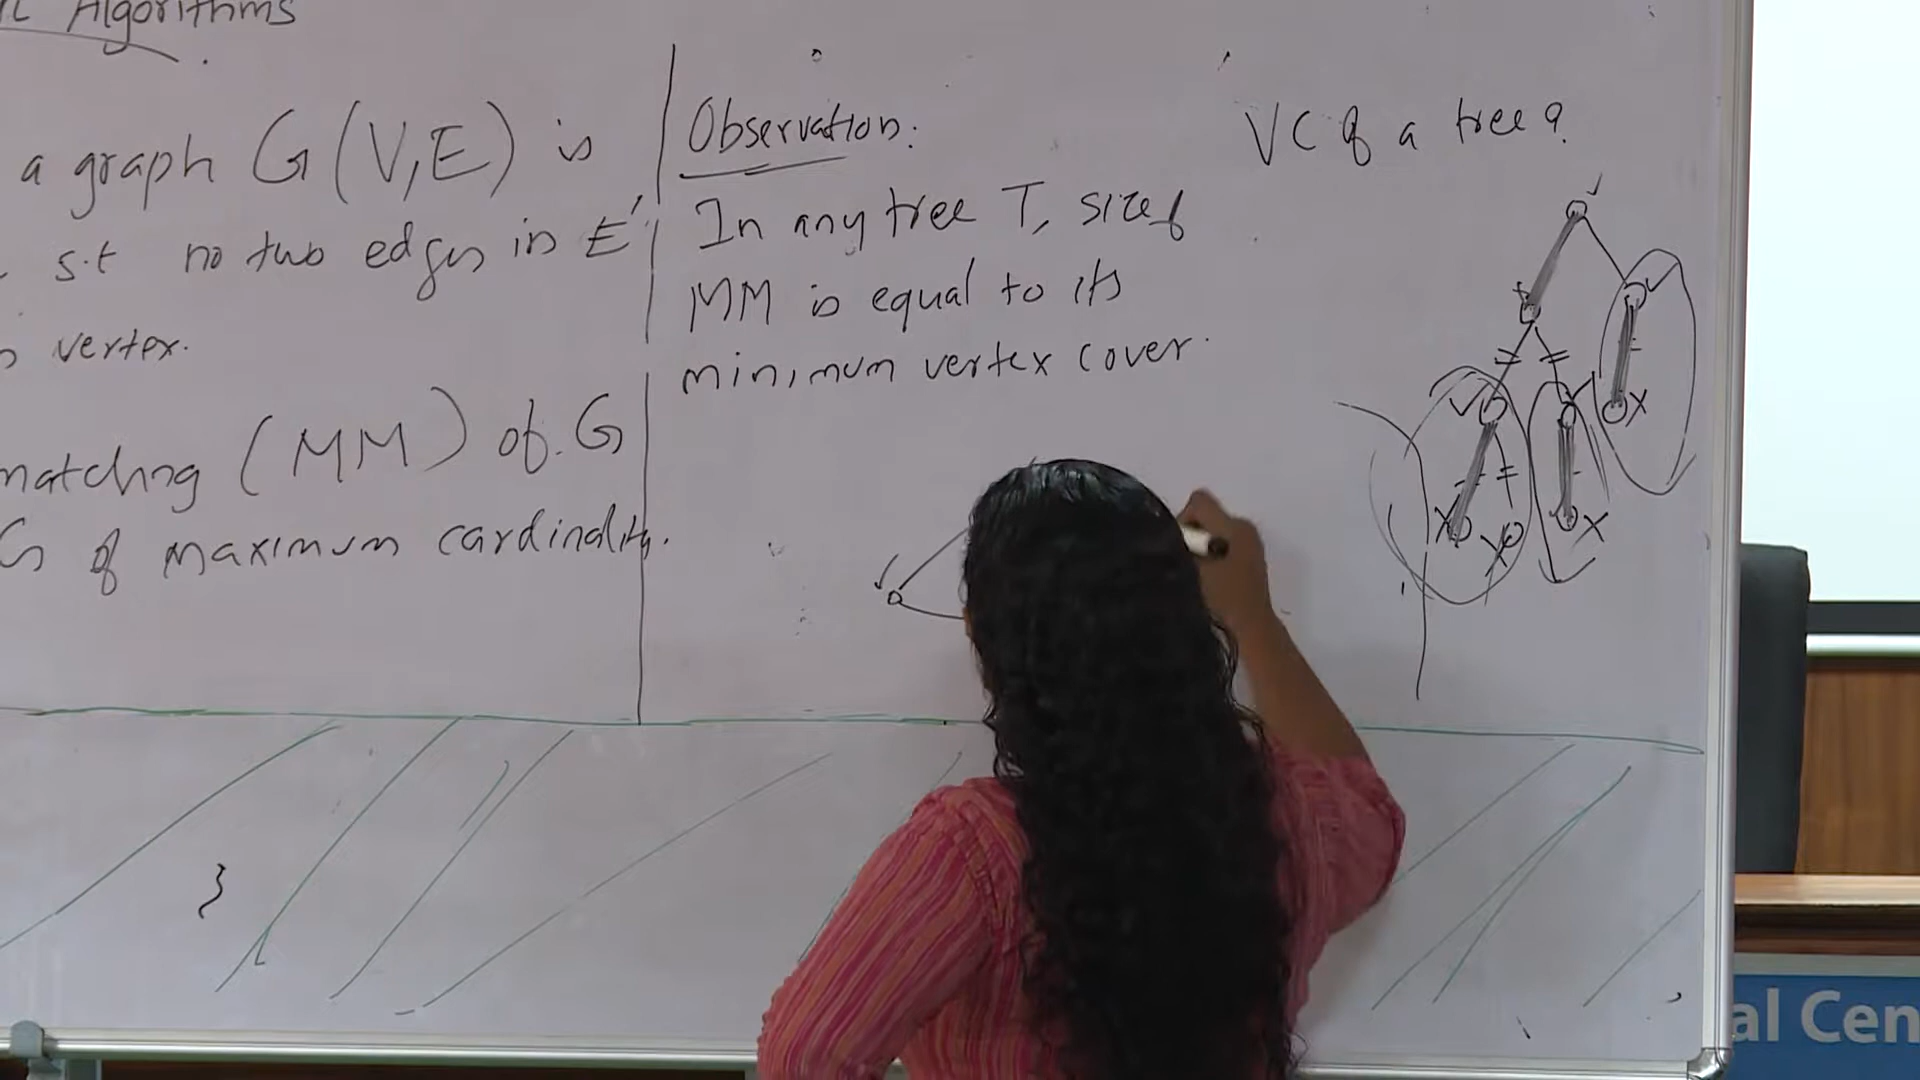 Algorithms
a graph G(V,E) is
s.t no two edges in E'
vertex.
matching (MM) of G
G of maximum cardinality.
Observation:
In any tree T, size of
MM is equal to its
minimum vertex cover.
VC of a tree?
al Cen